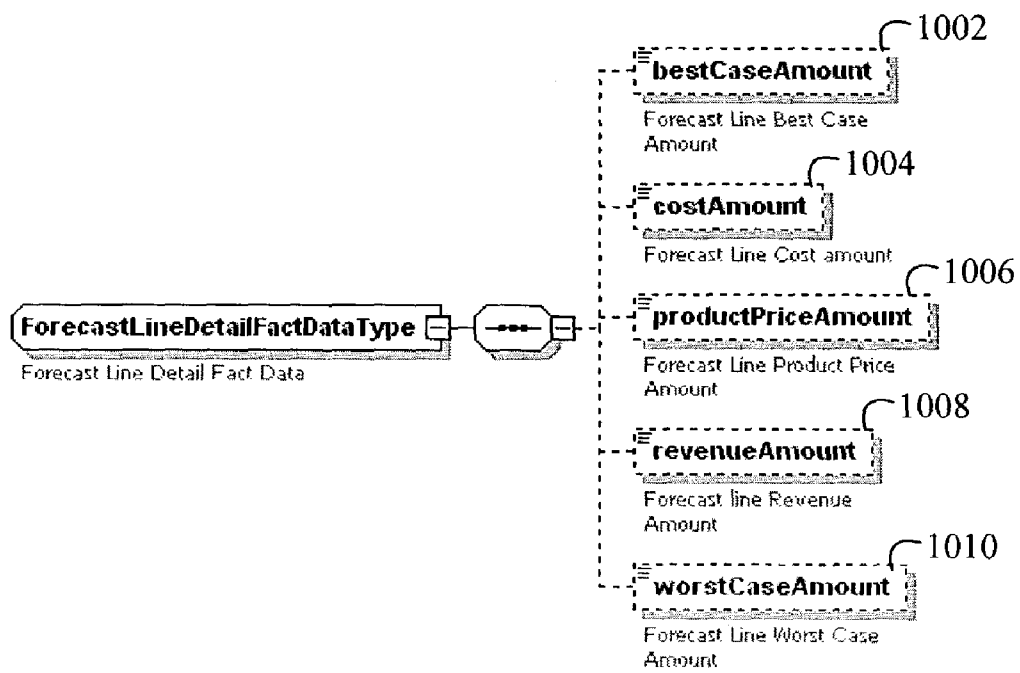 1002
bestCaseAmount
Forecast Line Best Case
Amount
1004
costAmount
Forecast Line Cost amount
1006
productPriceAmount
Forecast Line Product Price
Amount
ForecastLineDetailFactDataType
Forecast Line Detail Fact Data
1008
revenueAmount
Forecast line Revenue
Amount
1010
worstCaseAmount
Forecast Line Worst Case
Amount